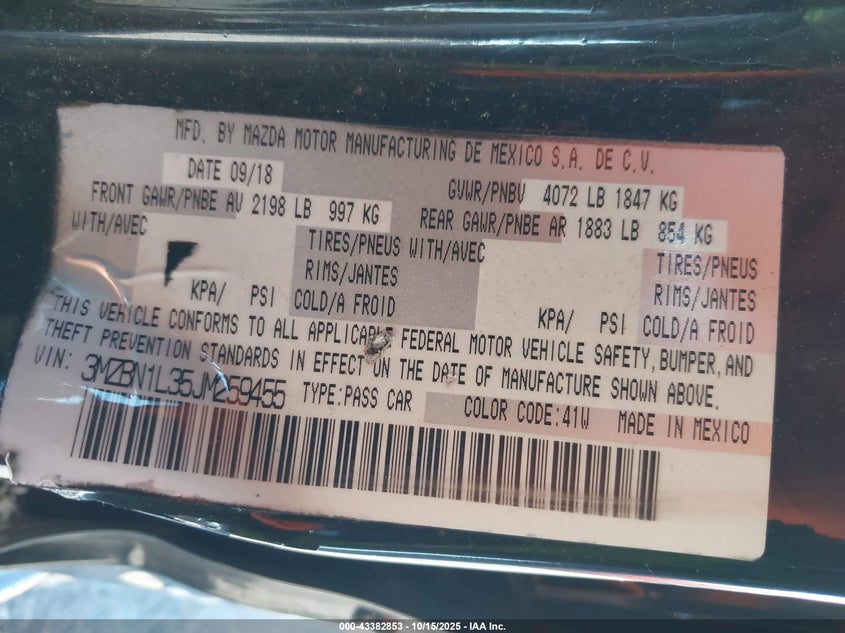 MFD. BY MAZDA MOTOR MANUFACTURING DE MEXICO S.A. DE C.V.
DATE 09/18 GVWR/PNBV 4072 LB 1847 KG
FRONT GAWR/PNBE AV 2198 LB 997 KG REAR GAWR/PNBE AR 1883 LB 854 KG
WITH/AVEC TIRES/PNEUS WITH/AVEC TIRES/PNEUS
RIMS/JANTES RIMS/JANTES
KPA/ PSI COLD/A FROID KPA/ PSI COLD/A FROID
THIS VEHICLE CONFORMS TO ALL APPLICABLE FEDERAL MOTOR VEHICLE SAFETY, BUMPER, AND
THEFT PREVENTION STANDARDS IN EFFECT ON THE DATE OF MANUFACTURE SHOWN ABOVE.
VIN: 3MZBN1L35JM259455 TYPE:PASS CAR COLOR CODE:41W MADE IN MEXICO
000-43382853 - 10/15/2025 - IAA Inc.